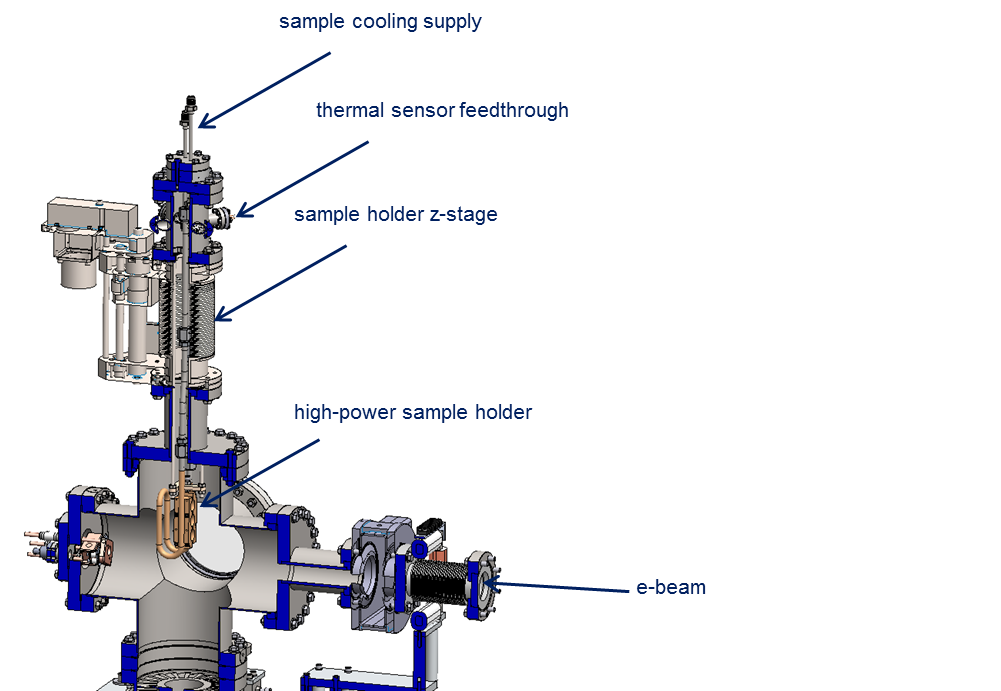 sample cooling supply
thermal sensor feedthrough
sample holder z-stage
high-power sample holder
e-beam